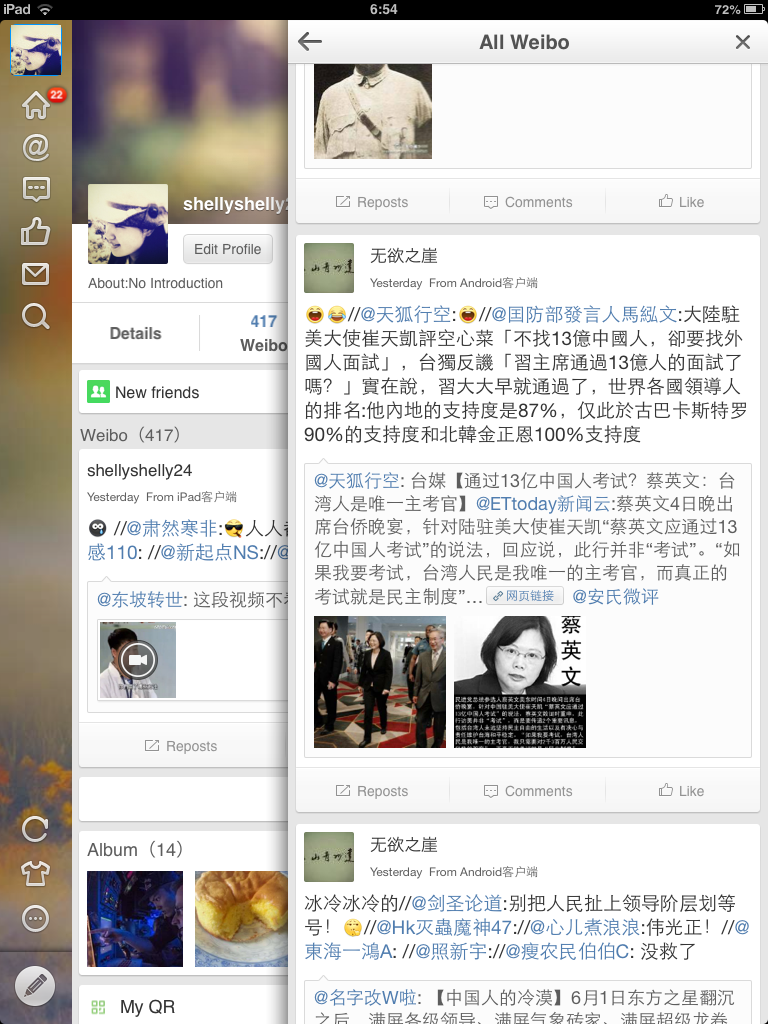 iPad
6:54
72%
22
shellyshelly2
Edit Profile
About:No Introduction
Details
417
Weibo
New friends
Weibo（417）
shellyshelly24
Yesterday From iPad客户端
//@肃然寒非:
人人
感110: //@新起点NS://@
@东坡转世: 这段视频不
Reposts
Album（14）
My QR
All Weibo
Reposts
Comments
Like
无欲之崖
Yesterday From Android客户端
//@天狐行空:
//@国防部發言人馬紭文:大陸駐
美大使崔天凱評空心菜「不找13億中國人，卻要找外
國人面試」，台獨反譏「習主席通過13億人的面試了
嗎？」實在說，習大大早就通過了，世界各國領導人
的排名:他內地的支持度是87%，仅此於古巴卡斯特罗
90%的支持度和北韓金正恩100%支持度
@天狐行空: 台媒【通过13亿中国人考试？蔡英文：台
湾人是唯一主考官】@ETtoday新闻云:蔡英文4日晚出
席台侨晚宴，针对陆驻美大使崔天凯“蔡英文应通过13
亿中国人考试”的说法，回应说，此行并非“考试”。“如
果我要考试，台湾人民是我唯一的主考官，而真正的
考试就是民主制度”... 网页链接 @安氏微评
蔡
英
文
Reposts
Comments
Like
无欲之崖
Yesterday From Android客户端
冰冷冰冷的//@剑圣论道:别把人民扯上领导阶层划等
号！ //@Hk灭蟲魔神47://@心儿煮浪浪:伟光正！//@
東海一鴻A: //@照新宇://@瘦农民伯伯C: 没救了
@名字改W啦: 【中国人的冷漠】6月1日东方之星翻沉
之后，满屏各级领导、满屏气象砖家、满屏超级龙卷